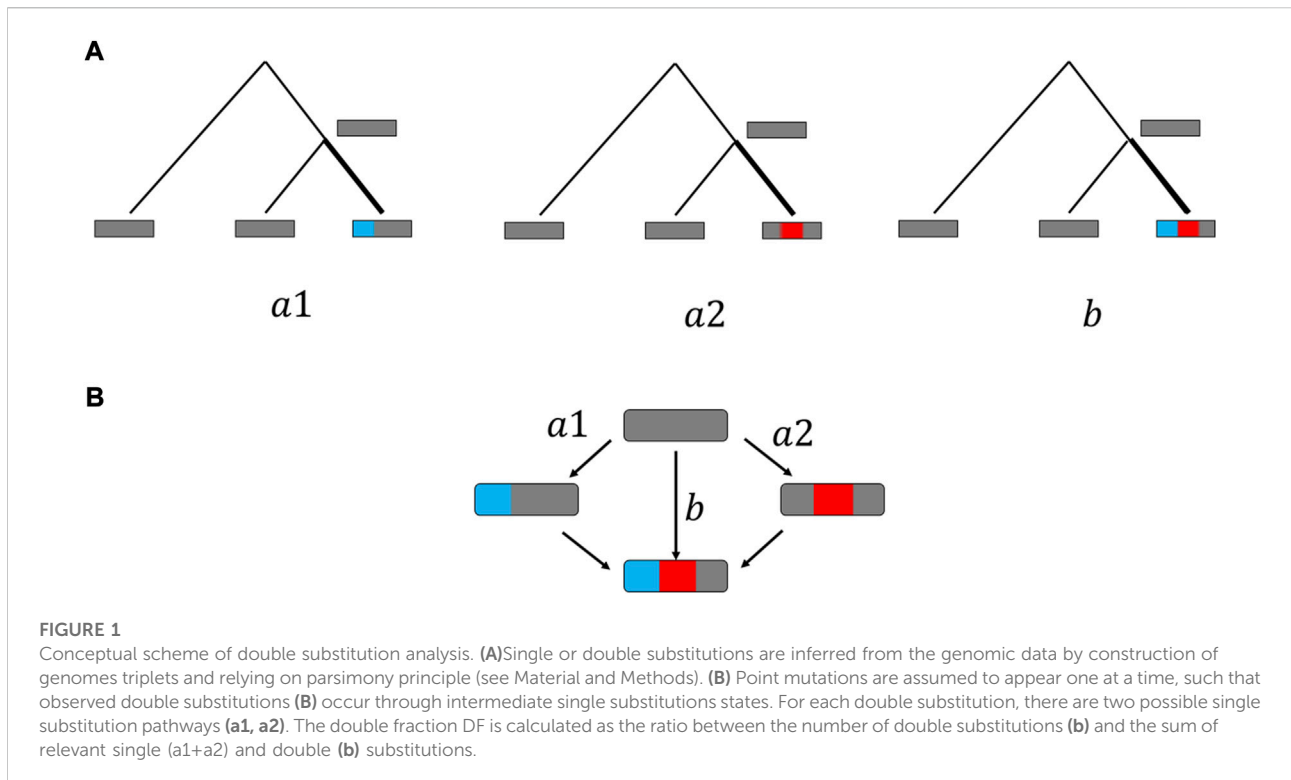 A
a1
a2
b
B
a1
a2
b
FIGURE 1
Conceptual scheme of double substitution analysis. (A)Single or double substitutions are inferred from the genomic data by construction of
genomes triplets and relying on parsimony principle (see Material and Methods). (B) Point mutations are assumed to appear one at a time, such that
observed double substitutions (B) occur through intermediate single substitutions states. For each double substitution, there are two possible single
substitution pathways (a1, a2). The double fraction DF is calculated as the ratio between the number of double substitutions (b) and the sum of
relevant single (a1+a2) and double (b) substitutions.